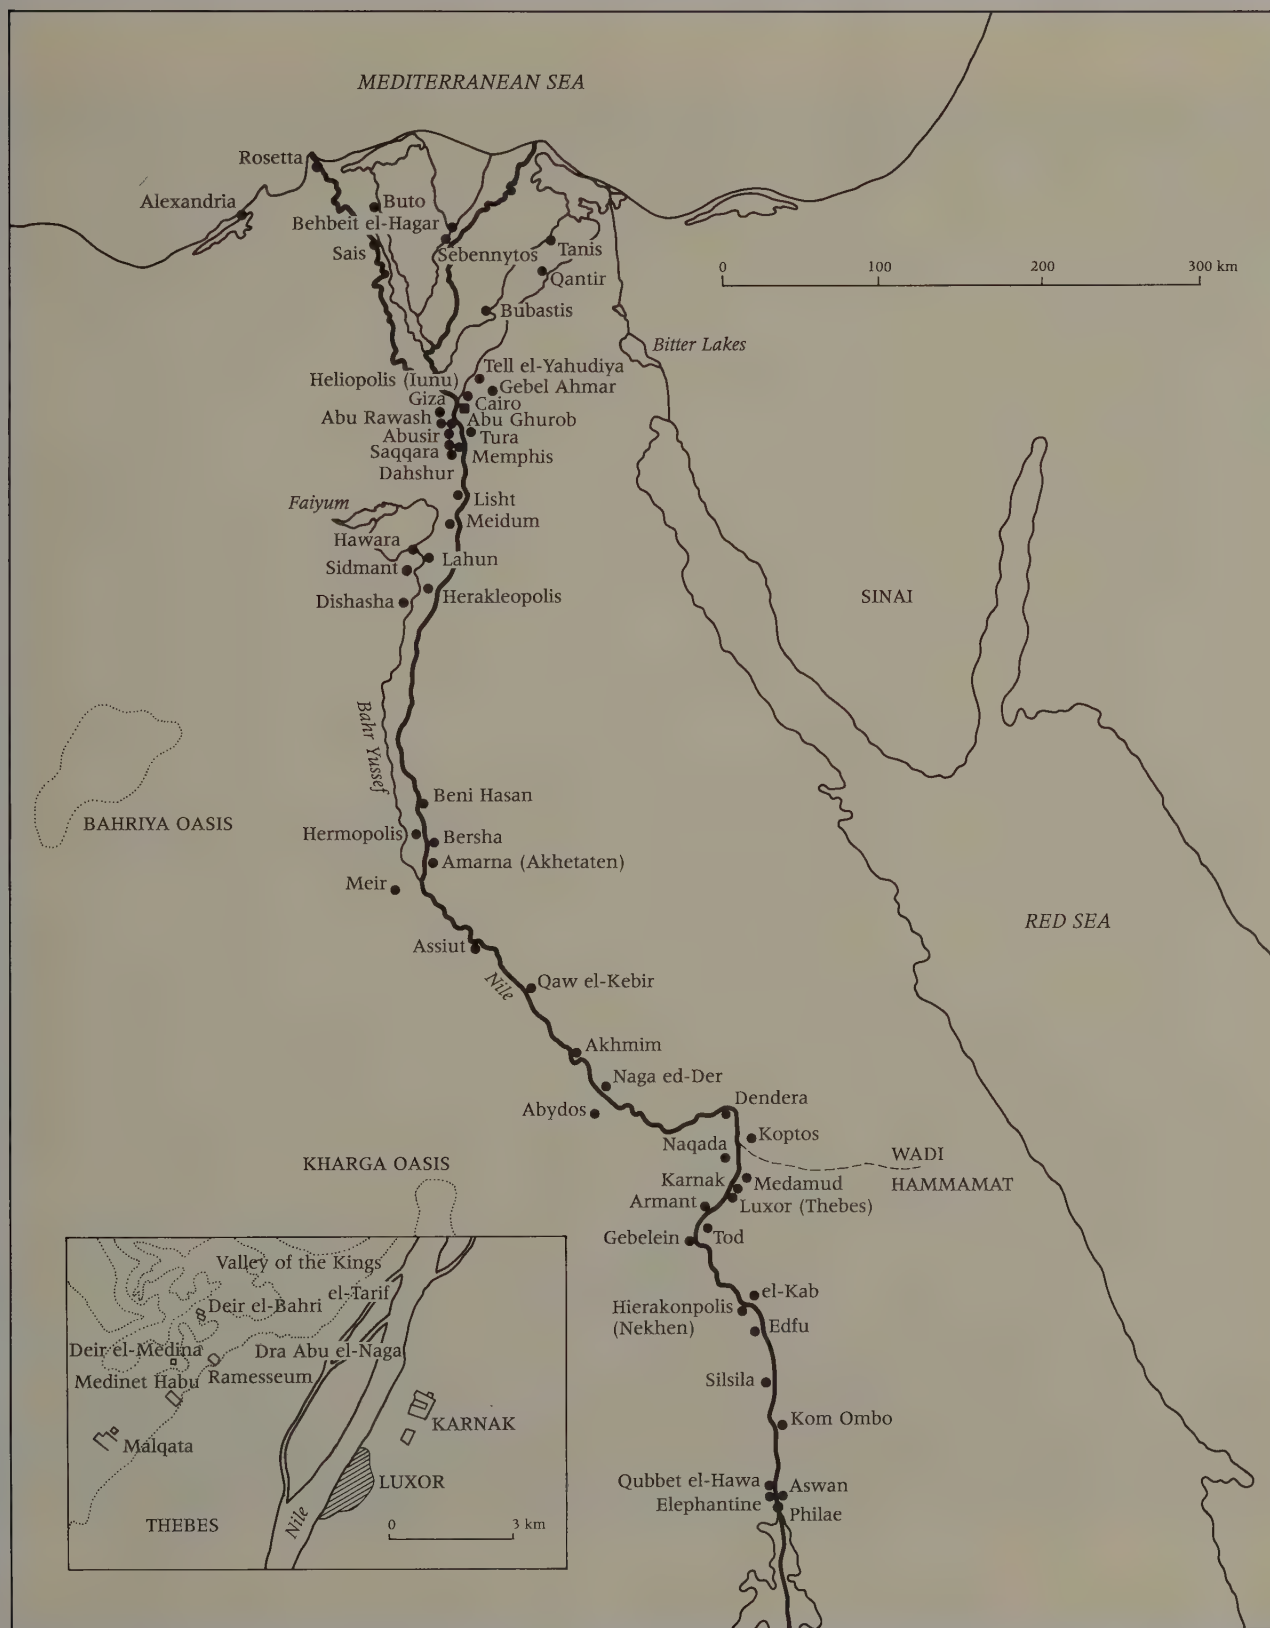 MEDITERRANEAN SEA
Rosetta
Alexandria
Buto
Behbeit el-Hagar
Sais
Sebennytos
Tanis
Qantir
0 100 200 300 km
Bubastis
Bitter Lakes
Tell el-Yahudiya
Heliopolis (Iunu)
Gebel Ahmar
Giza
Cairo
Abu Rawash
Abu Ghurob
Abusir
Tura
Saqqara
Memphis
Dahshur
Faiyum
Lisht
Meidum
Hawara
Lahun
Sidmant
Dishasha
Herakleopolis
SINAI
Bahr Yussef
BAHRIYA OASIS
Beni Hasan
Hermopolis
Bersha
Amarna (Akhetaten)
Meir
RED SEA
Assiut
Nile
Qaw el-Kebir
Akhmim
Naga ed-Der
Abydos
Dendera
Koptos
Naqada
WADI
HAMMAMAT
KHARGA OASIS
Karnak
Medamud
Armant
Luxor (Thebes)
Gebelein
Tod
el-Kab
Hierakonpolis
(Nekhen)
Edfu
Silsila
Kom Ombo
Qubbet el-Hawa
Aswan
Elephantine
Philae
Valley of the Kings
el-Tarif
Deir el-Bahri
Deir el-Medina
Dra Abu el-Naga
Medinet Habu
Ramesseum
KARNAK
Malqata
LUXOR
THEBES
Nile
0 3 km